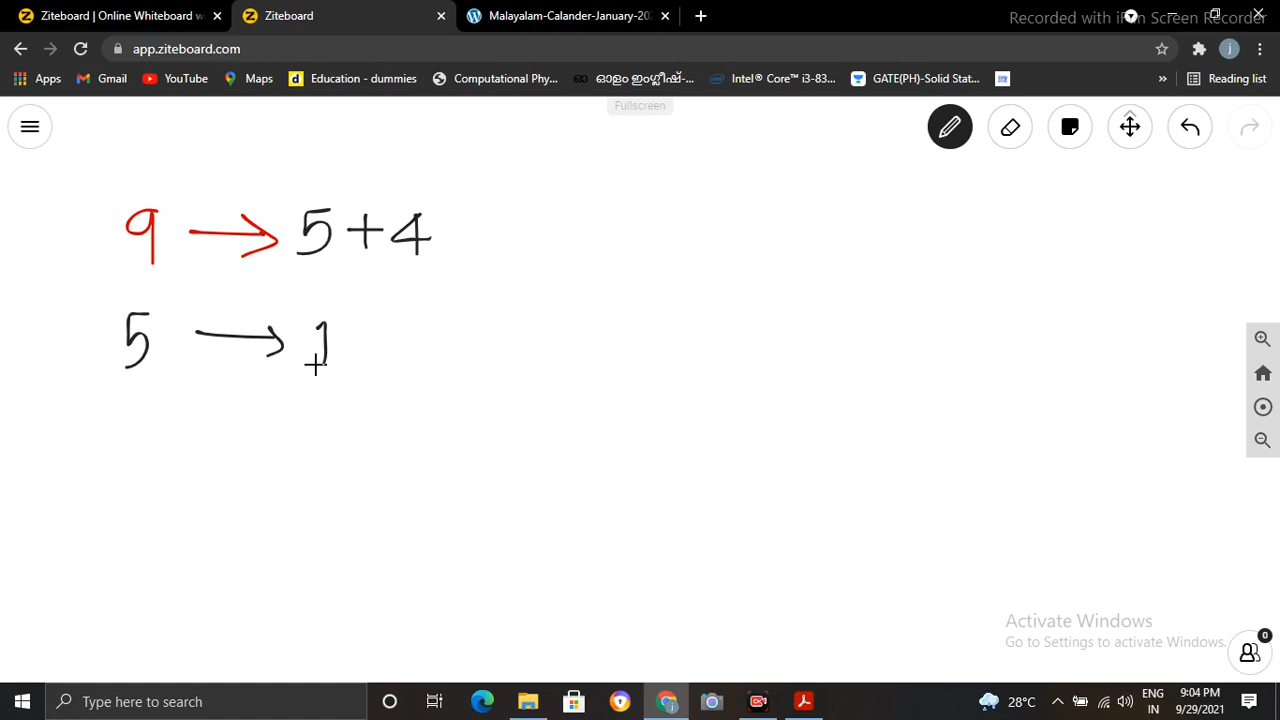 Ziteboard | Online Whiteboard w
Ziteboard
Malayalam-Calander-January-202
Recorded with iFun Screen Recorder
app.ziteboard.com
Apps
Gmail
YouTube
Maps
Education - dummies
Computational Phy...
ഓളം ഇംഗ്ലീഷ്-...
Intel® Core™ i3-83...
GATE(PH)-Solid Stat...
»
Reading list
Fullscreen
9 → 5+4
5 → 1
Activate Windows
Go to Settings to activate Windows.
0
Type here to search
28°C
ENG
IN
9:04 PM
9/29/2021